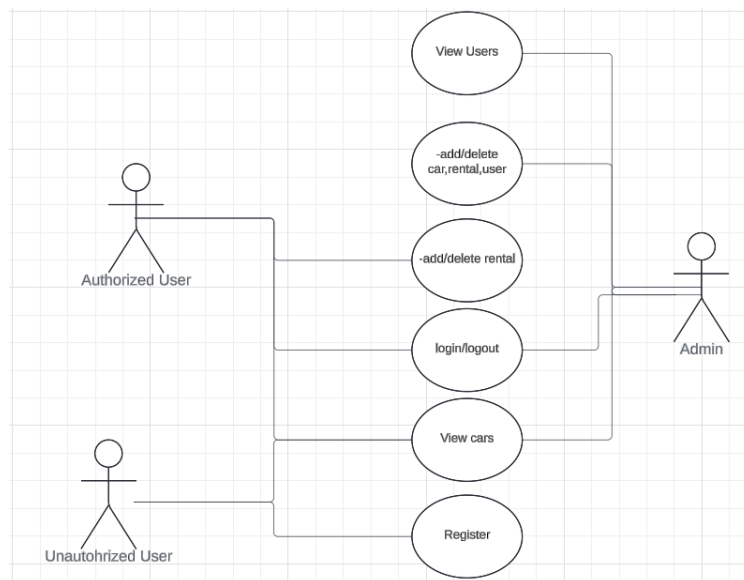 View Users
-add/delete
car,rental,user
Authorized User
-add/delete rental
Admin
login/logout
View cars
Unautohrized User
Register